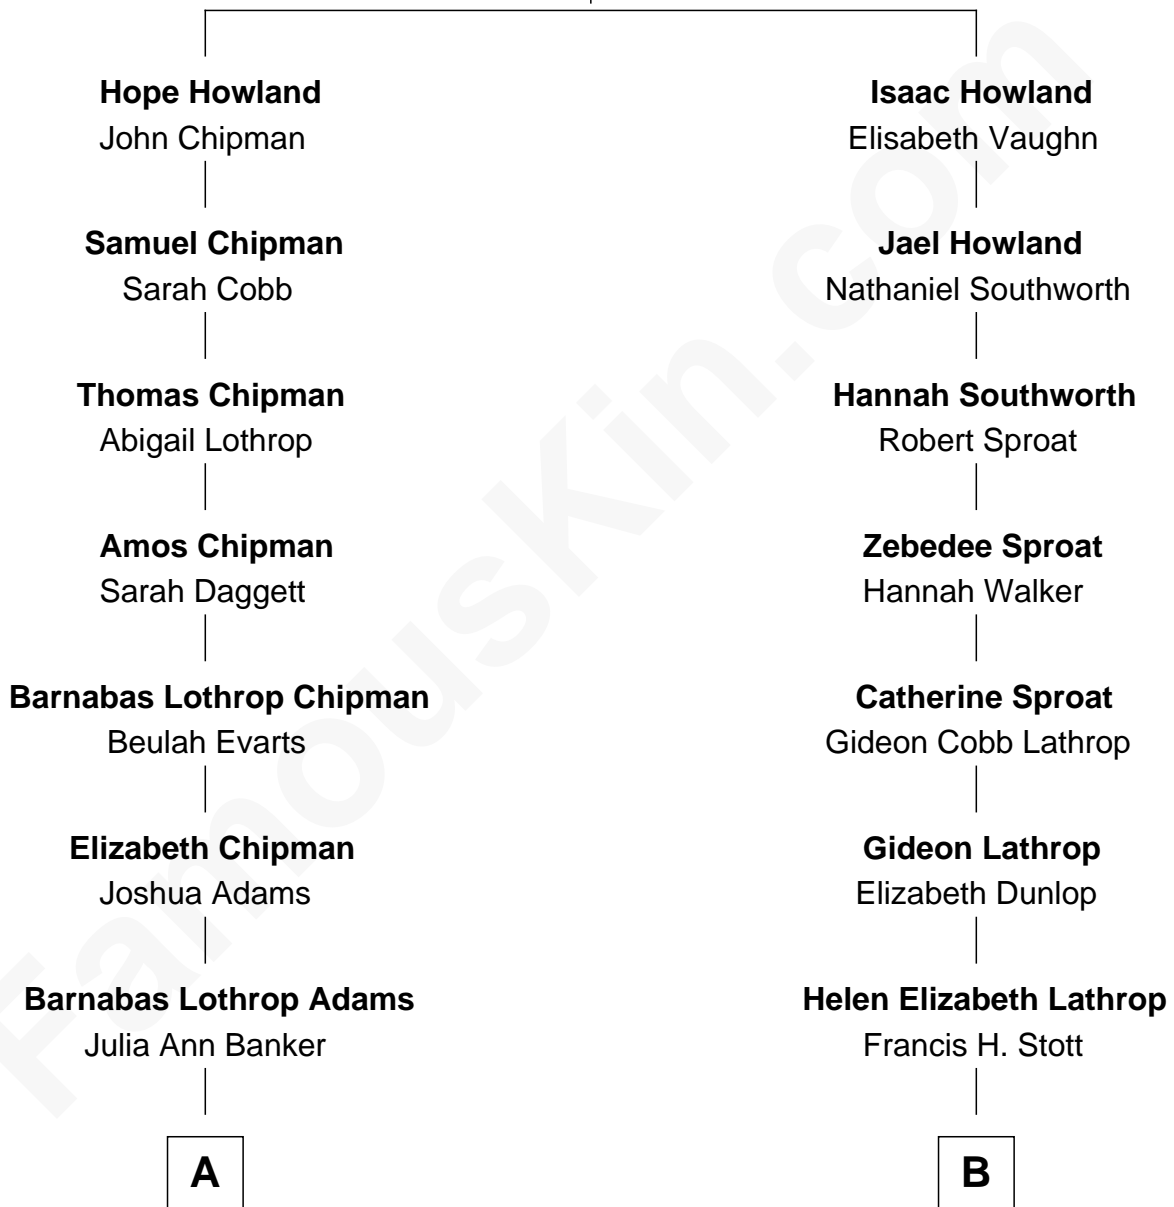 Hope Howland
John Chipman
Samuel Chipman
Sarah Cobb
Thomas Chipman
Abigail Lothrop
Amos Chipman
Sarah Daggett
Barnabas Lothrop Chipman
Beulah Evarts
Elizabeth Chipman
Joshua Adams
Barnabas Lothrop Adams
Julia Ann Banker
A
Isaac Howland
Elisabeth Vaughn
Jael Howland
Nathaniel Southworth
Hannah Southworth
Robert Sproat
Zebedee Sproat
Hannah Walker
Catherine Sproat
Gideon Cobb Lathrop
Gideon Lathrop
Elizabeth Dunlop
Helen Elizabeth Lathrop
Francis H. Stott
B
FamousKin.com